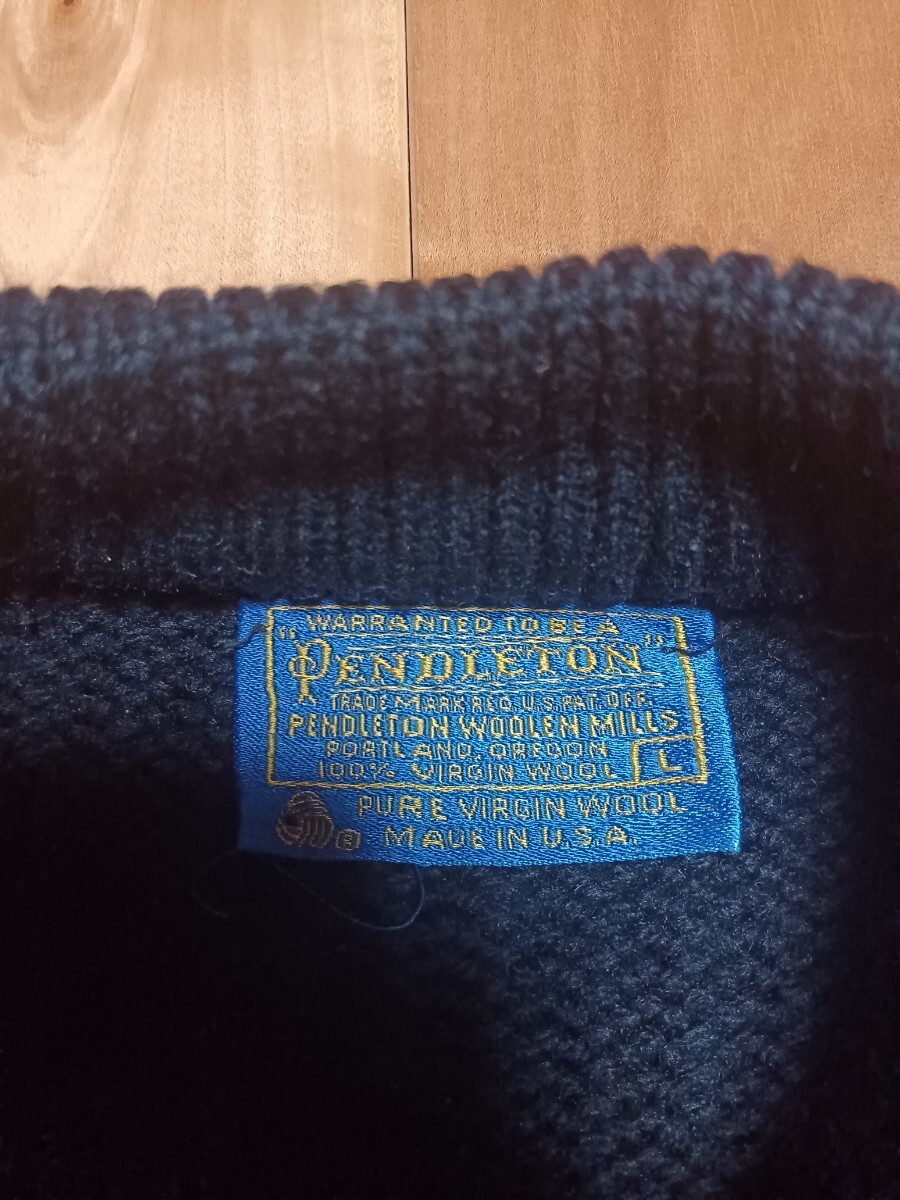 WARRANTED TO BE A
"PENDLETON"
TRADE MARK REG. U.S. PAT. OFF.
PENDLETON WOOLEN MILLS
PORTLAND, OREGON
100% VIRGIN WOOL L
PURE VIRGIN WOOL
® MADE IN U.S.A.